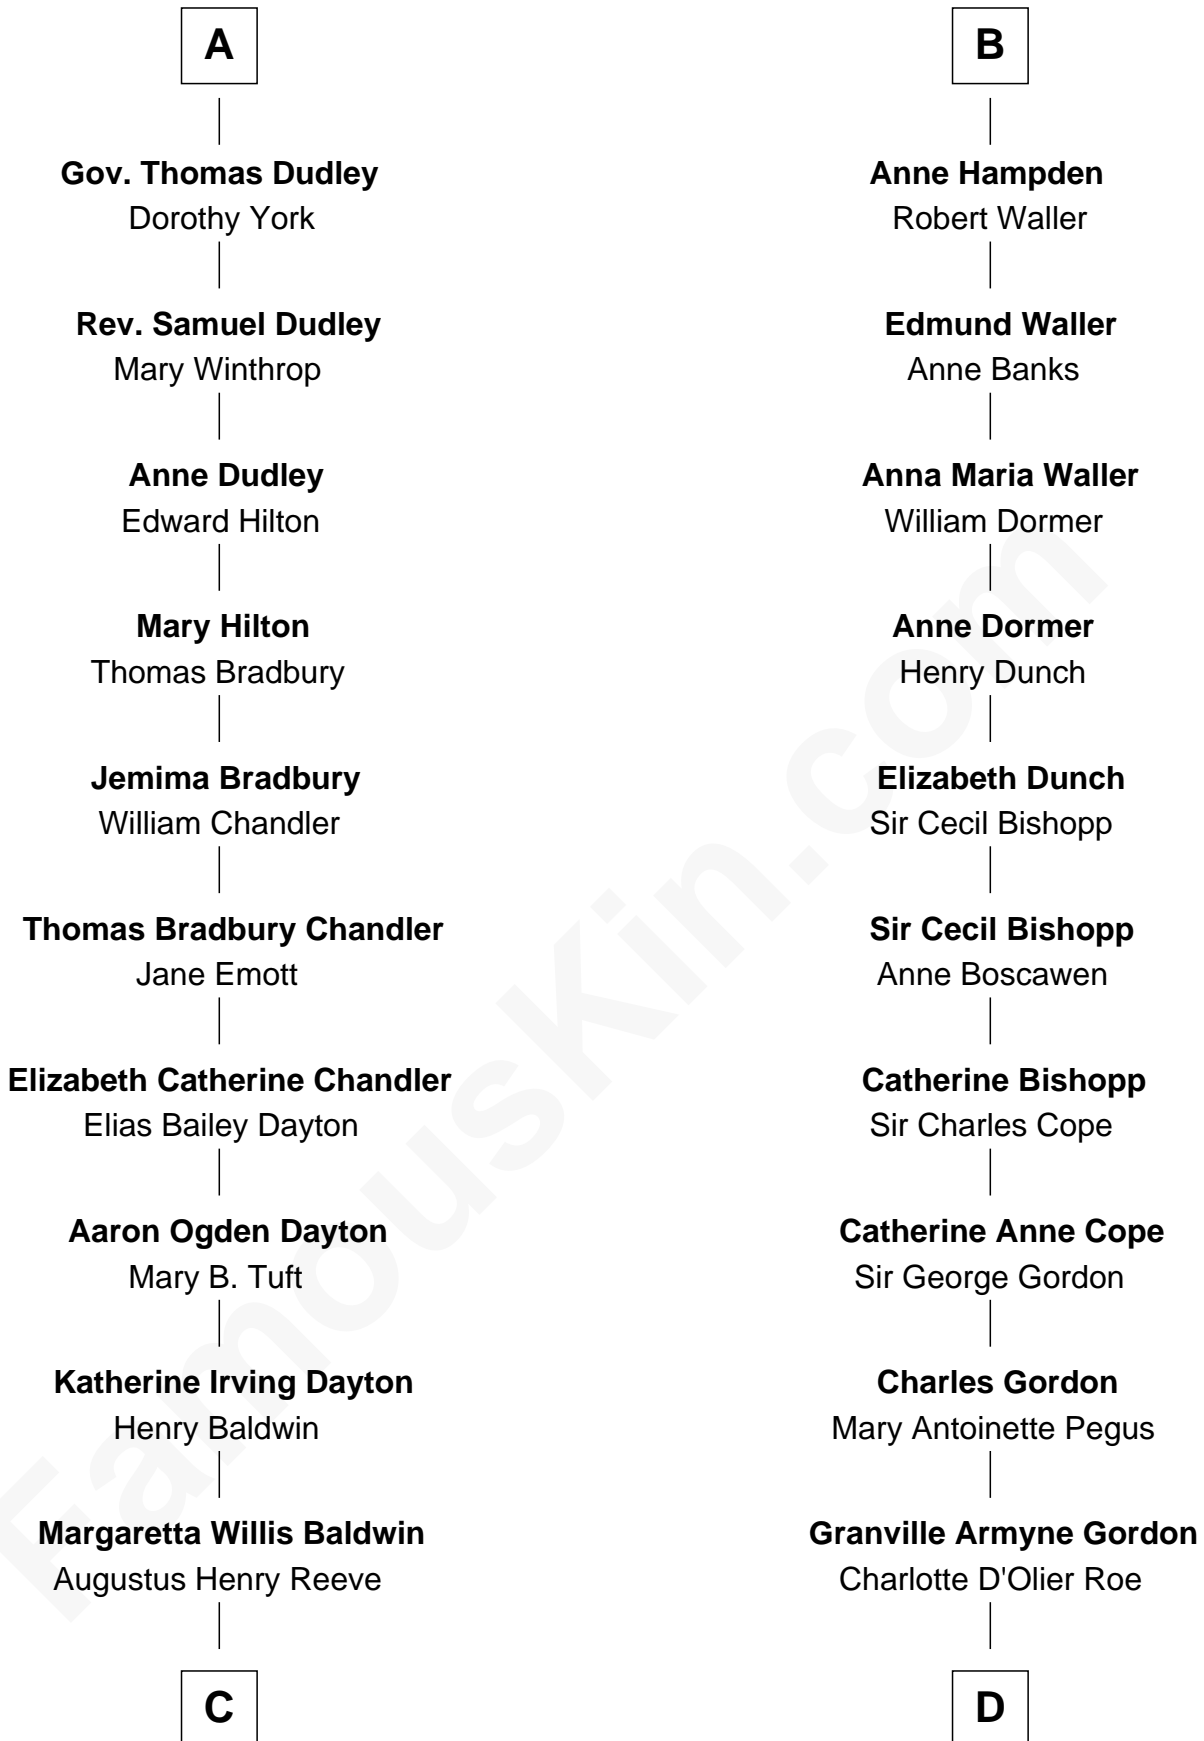 A
Gov. Thomas Dudley
Dorothy York
Rev. Samuel Dudley
Mary Winthrop
Anne Dudley
Edward Hilton
Mary Hilton
Thomas Bradbury
Jemima Bradbury
William Chandler
Thomas Bradbury Chandler
Jane Emott
Elizabeth Catherine Chandler
Elias Bailey Dayton
Aaron Ogden Dayton
Mary B. Tuft
Katherine Irving Dayton
Henry Baldwin
Margaretta Willis Baldwin
Augustus Henry Reeve
C
B
Anne Hampden
Robert Waller
Edmund Waller
Anne Banks
Anna Maria Waller
William Dormer
Anne Dormer
Henry Dunch
Elizabeth Dunch
Sir Cecil Bishopp
Sir Cecil Bishopp
Anne Boscawen
Catherine Bishopp
Sir Charles Cope
Catherine Anne Cope
Sir George Gordon
Charles Gordon
Mary Antoinette Pegus
Granville Armyne Gordon
Charlotte D'Olier Roe
D
FamousKin.com